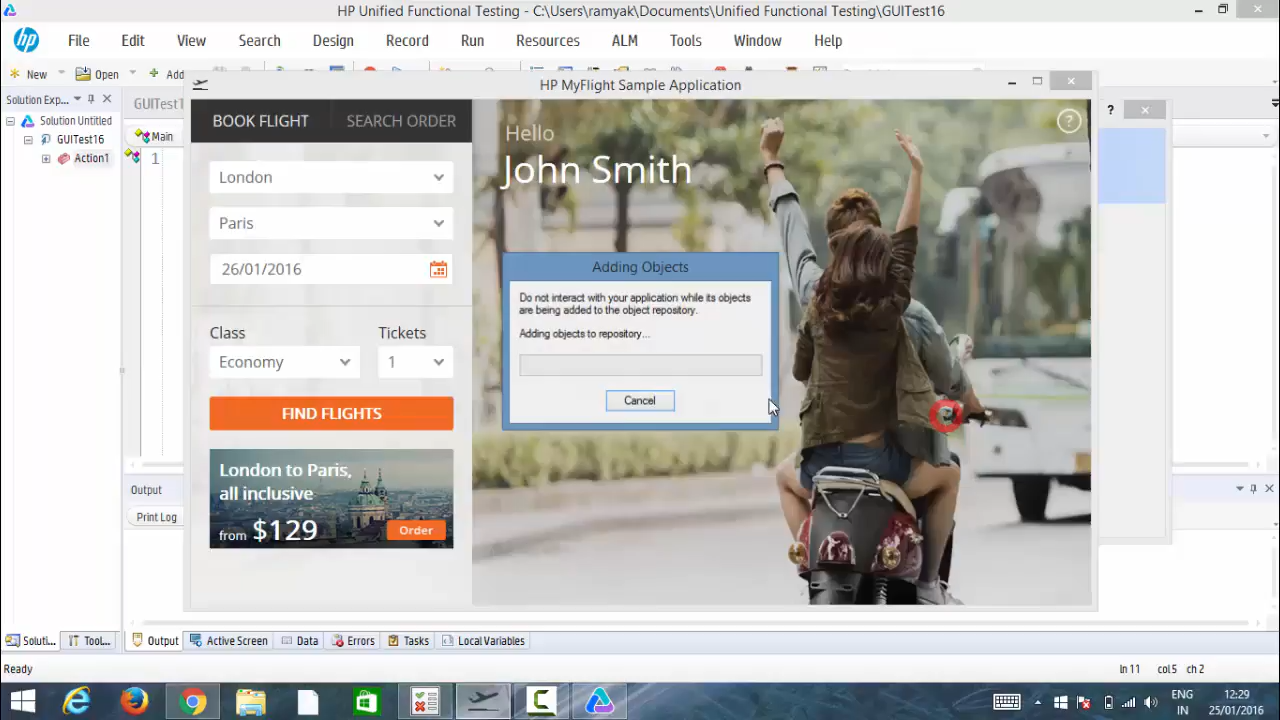 HP Unified Functional Testing - C:\Users\ramyak\Documents\Unified Functional Testing\GUITest16
hp File Edit View Search Design Record Run Resources ALM Tools Window Help
New Open Add
HP MyFlight Sample Application
Solution Exp...
GUITest1
Solution Untitled
GUITest16
Action1
Main
1
BOOK FLIGHT SEARCH ORDER
Hello
John Smith
?
?
London
Paris
26/01/2016
Class Tickets
Economy 1
FIND FLIGHTS
London to Paris,
all inclusive
from $129 Order
Adding Objects
Do not interact with your application while its objects
are being added to the object repository.
Adding objects to repository...
Cancel
Output
Print Log
Soluti... Tool... Output Active Screen Data Errors Tasks Local Variables
Ready Ln 11 col 5 ch 2
ENG 12:29
IN 25/01/2016